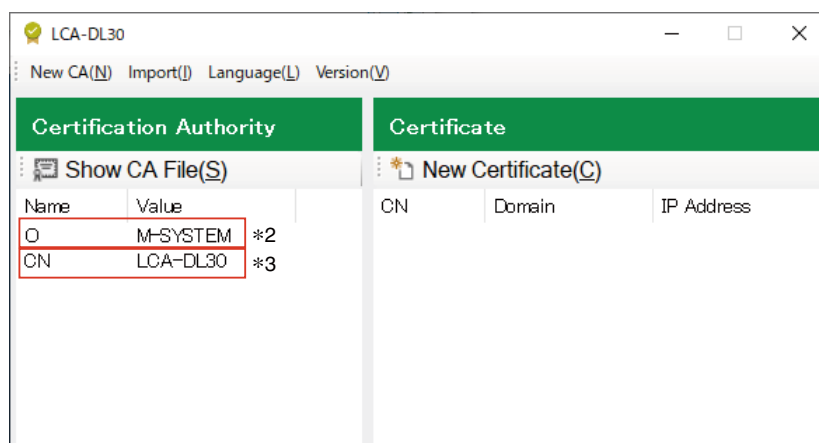 LCA-DL30
New CA(N) Import(I) Language(L) Version(V)
Certification Authority
Show CA File(S)
Name Value
O M-SYSTEM *2
CN LCA-DL30 *3
Certificate
New Certificate(C)
CN Domain IP Address